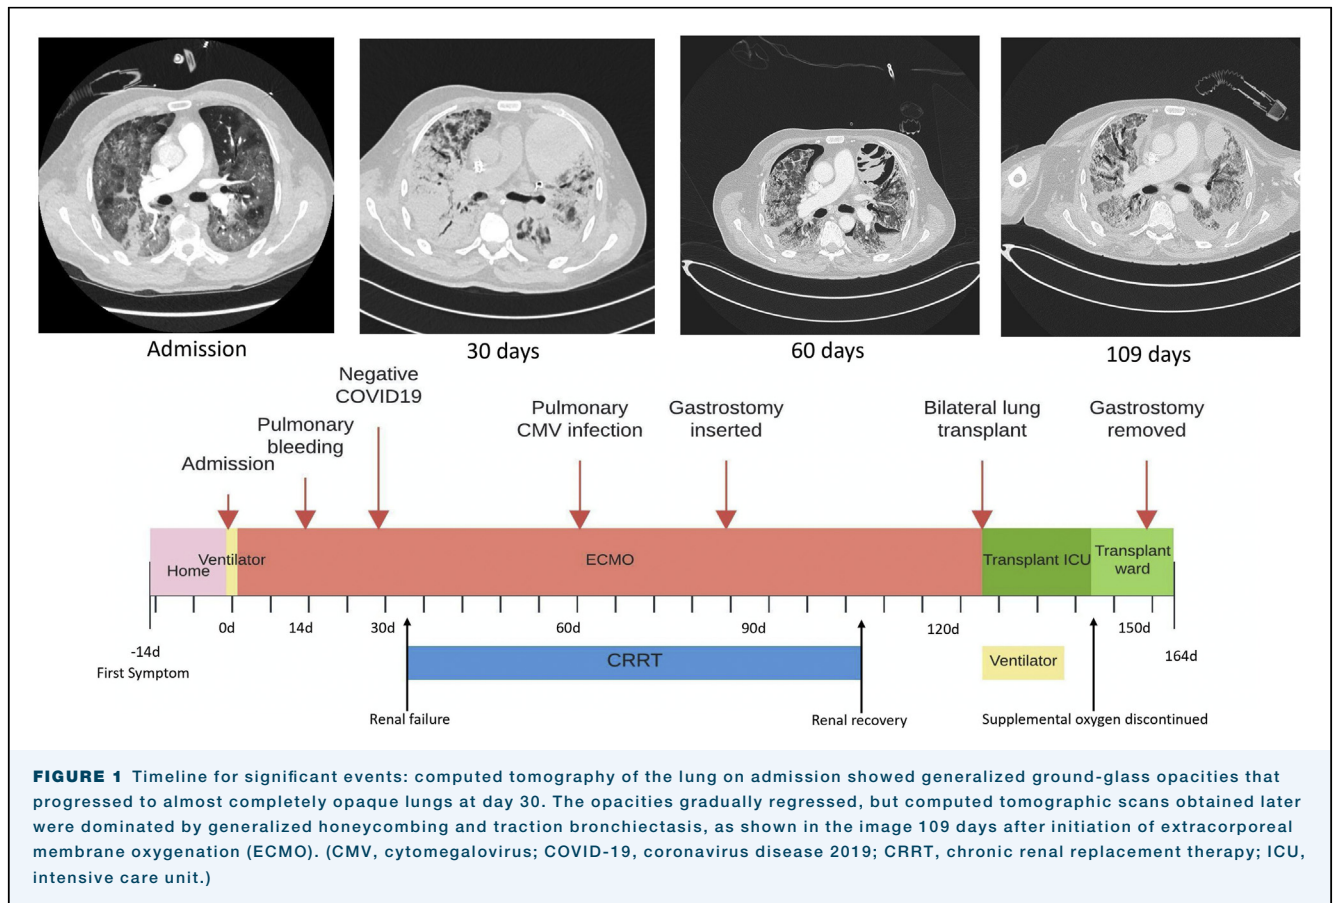 Admission
30 days
60 days
109 days
Negative
COVID19
Pulmonary
bleeding
Admission
Pulmonary
CMV infection
Gastrostomy
inserted
Bilateral lung
transplant
Gastrostomy
removed
Home
Ventilator
ECMO
Transplant ICU
Transplant
ward
0d
14d
30d
60d
90d
120d
150d
-14d
First Symptom
164d
CRRT
Ventilator
Renal failure
Renal recovery
Supplemental oxygen discontinued
FIGURE 1 Timeline for significant events: computed tomography of the lung on admission showed generalized ground-glass opacities that
progressed to almost completely opaque lungs at day 30. The opacities gradually regressed, but computed tomographic scans obtained later
were dominated by generalized honeycombing and traction bronchiectasis, as shown in the image 109 days after initiation of extracorporeal
membrane oxygenation (ECMO). (CMV, cytomegalovirus; COVID-19, coronavirus disease 2019; CRRT, chronic renal replacement therapy; ICU,
intensive care unit.)